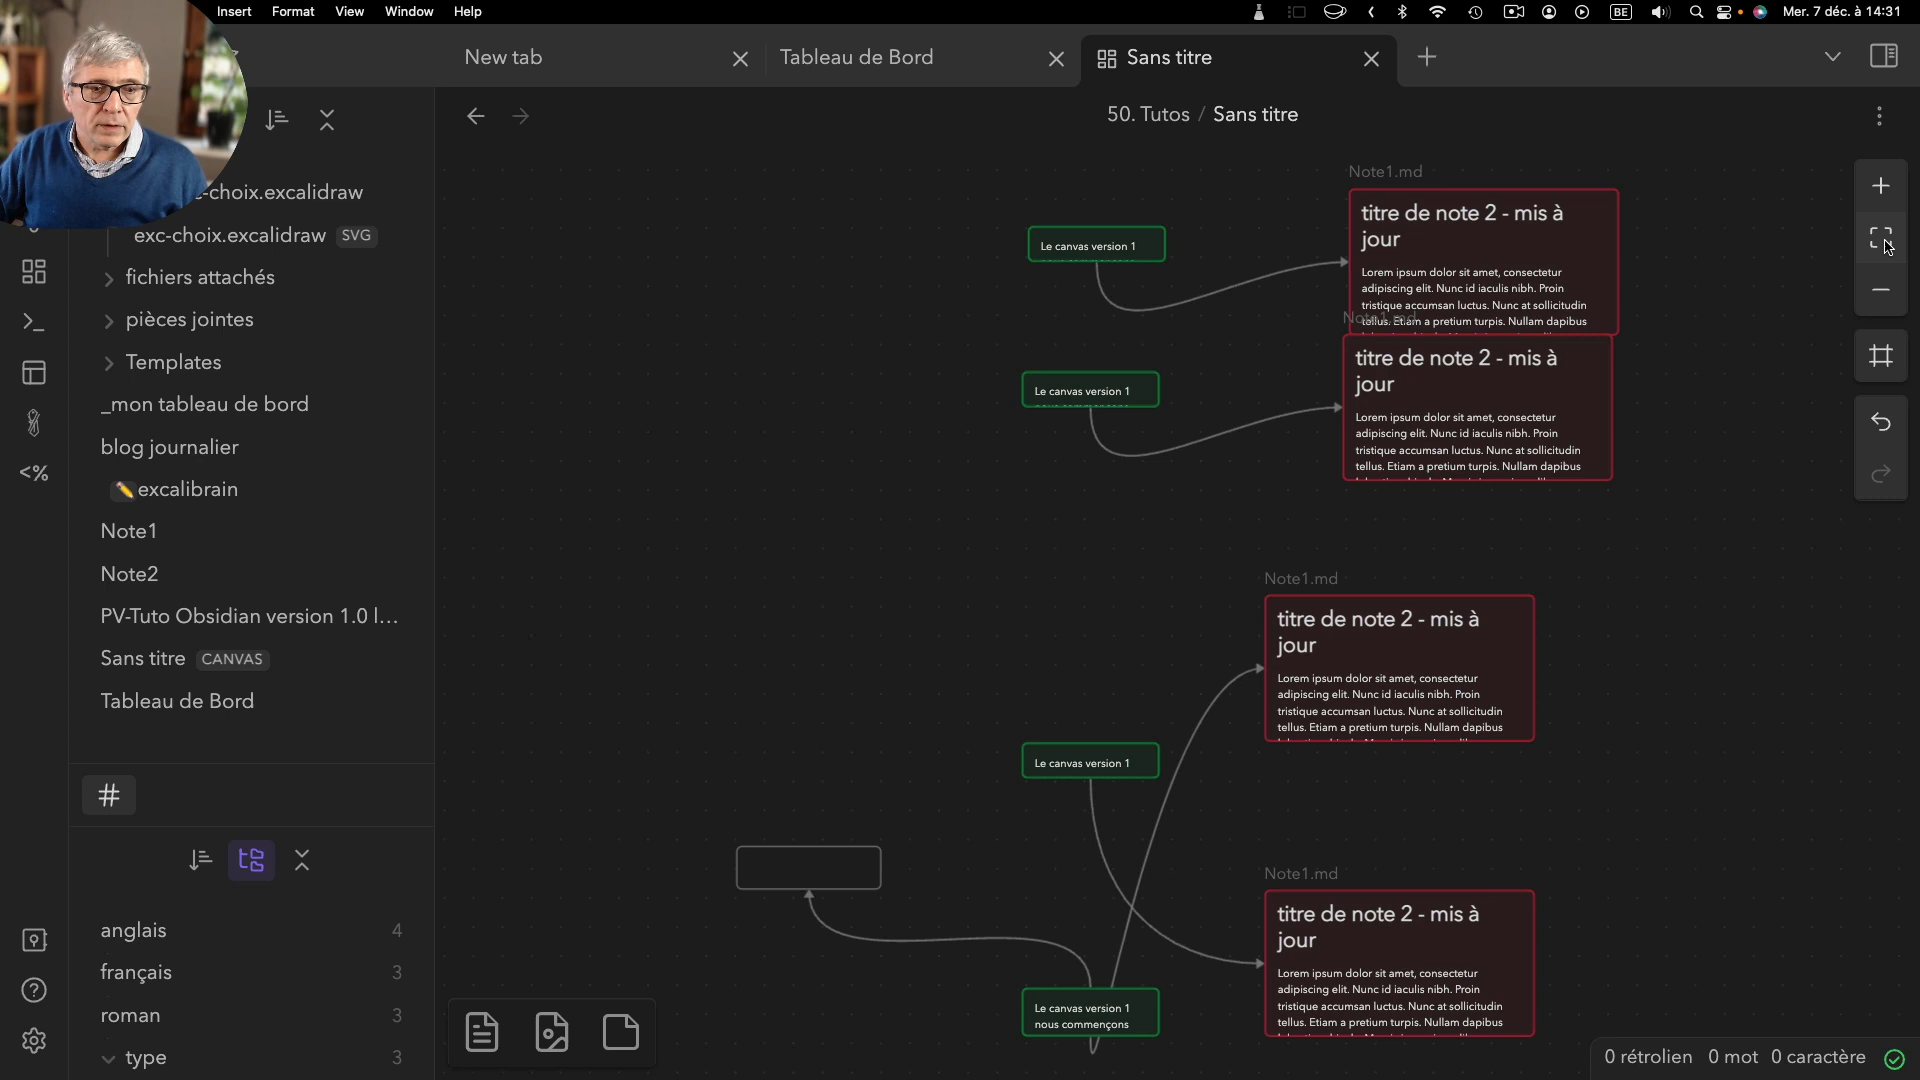 Insert Format View Window Help
BE
Mer. 7 déc. à 14:31
New tab
Tableau de Bord
Sans titre
50. Tutos / Sans titre
-choix.excalidraw
exc-choix.excalidraw SVG
fichiers attachés
pièces jointes
Templates
_mon tableau de bord
blog journalier
excalibrain
Note1
Note2
PV-Tuto Obsidian version 1.0 l...
Sans titre CANVAS
Tableau de Bord
#
anglais 4
français 3
roman 3
type 3
<%
Le canvas version 1
Note1.md
titre de note 2 - mis à
jour
Lorem ipsum dolor sit amet, consectetur
adipiscing elit. Nunc id iaculis nibh. Proin
tristique accumsan luctus. Nunc at sollicitudin
tellus. Etiam a pretium turpis. Nullam dapibus
Le canvas version 1
Note1.md
titre de note 2 - mis à
jour
Lorem ipsum dolor sit amet, consectetur
adipiscing elit. Nunc id iaculis nibh. Proin
tristique accumsan luctus. Nunc at sollicitudin
tellus. Etiam a pretium turpis. Nullam dapibus
Note1.md
titre de note 2 - mis à
jour
Lorem ipsum dolor sit amet, consectetur
adipiscing elit. Nunc id iaculis nibh. Proin
tristique accumsan luctus. Nunc at sollicitudin
tellus. Etiam a pretium turpis. Nullam dapibus
Le canvas version 1
Note1.md
titre de note 2 - mis à
jour
Lorem ipsum dolor sit amet, consectetur
adipiscing elit. Nunc id iaculis nibh. Proin
tristique accumsan luctus. Nunc at sollicitudin
tellus. Etiam a pretium turpis. Nullam dapibus
Le canvas version 1
nous commençons
0 rétrolien 0 mot 0 caractère